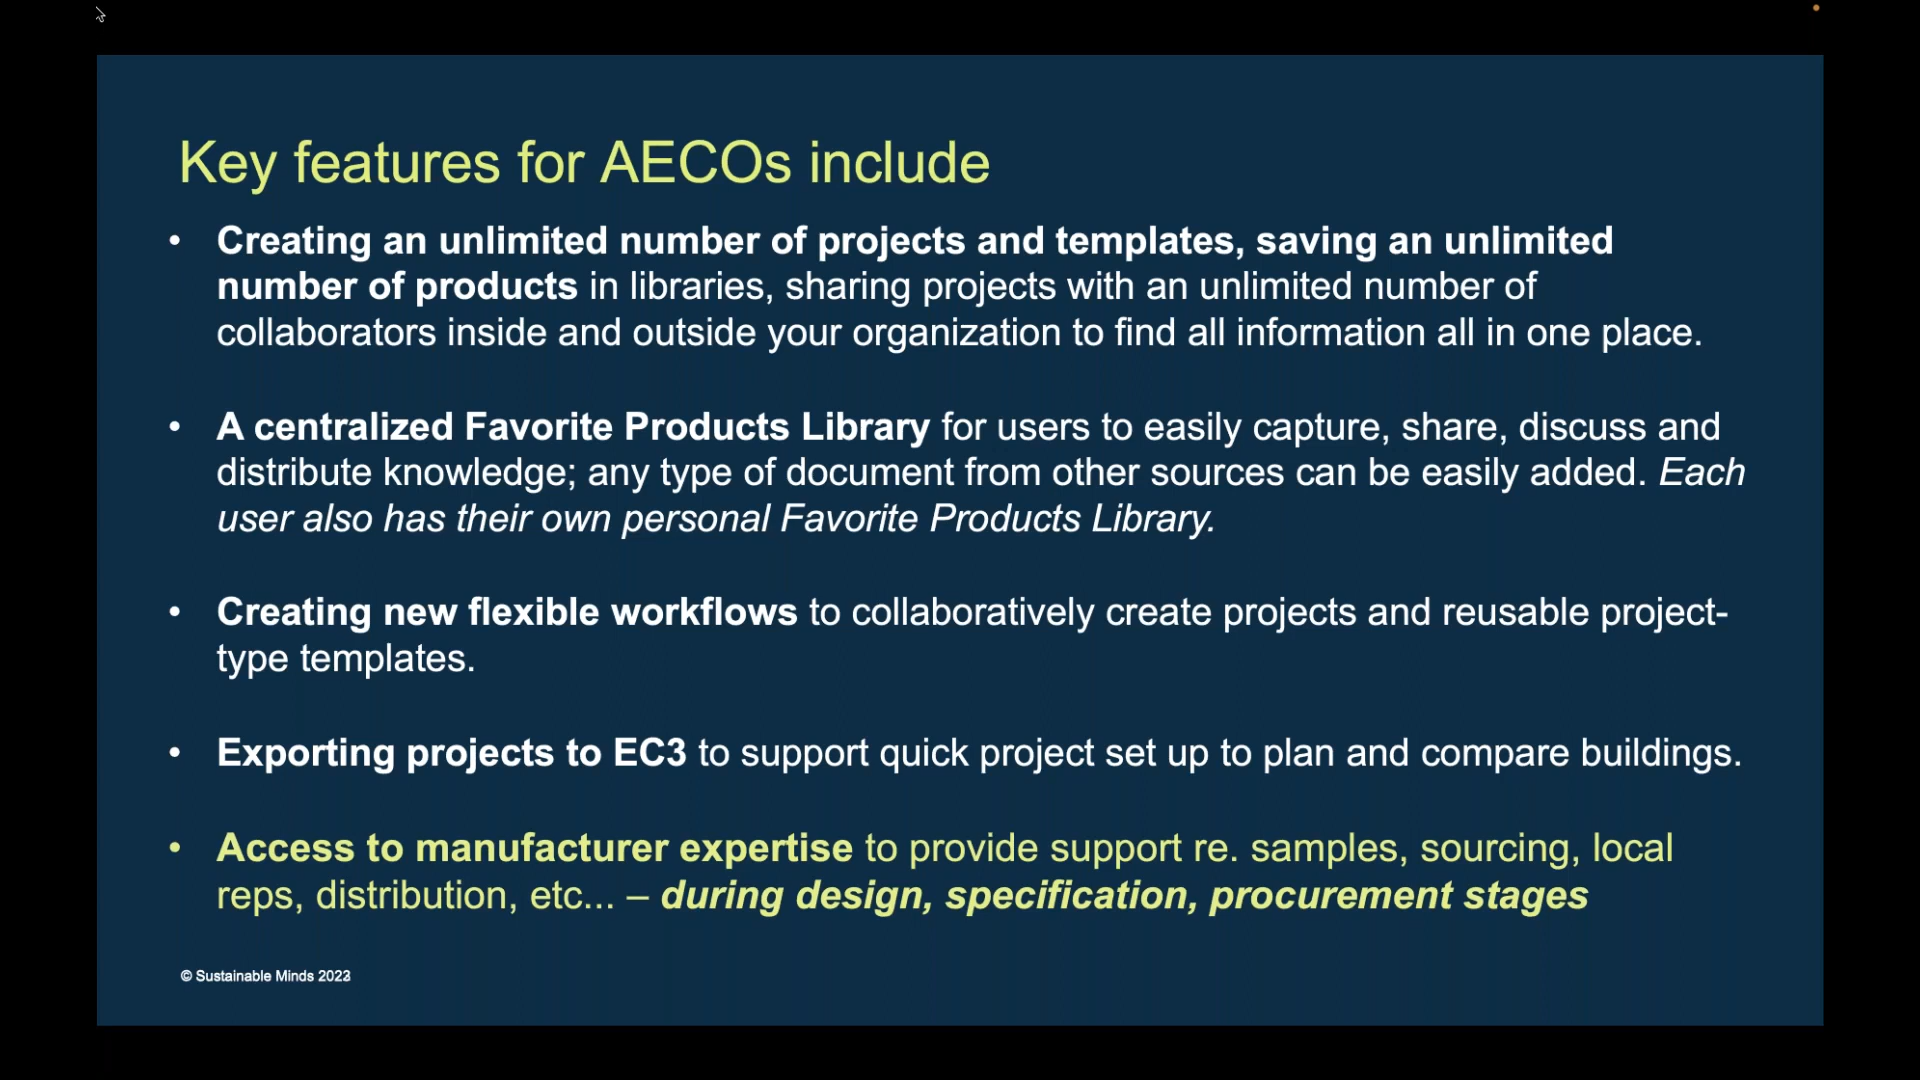 Key features for AECOs include
• Creating an unlimited number of projects and templates, saving an unlimited
number of products in libraries, sharing projects with an unlimited number of
collaborators inside and outside your organization to find all information all in one place.
• A centralized Favorite Products Library for users to easily capture, share, discuss and
distribute knowledge; any type of document from other sources can be easily added. Each
user also has their own personal Favorite Products Library.
• Creating new flexible workflows to collaboratively create projects and reusable project-
type templates.
• Exporting projects to EC3 to support quick project set up to plan and compare buildings.
• Access to manufacturer expertise to provide support re. samples, sourcing, local
reps, distribution, etc... – during design, specification, procurement stages
© Sustainable Minds 2023